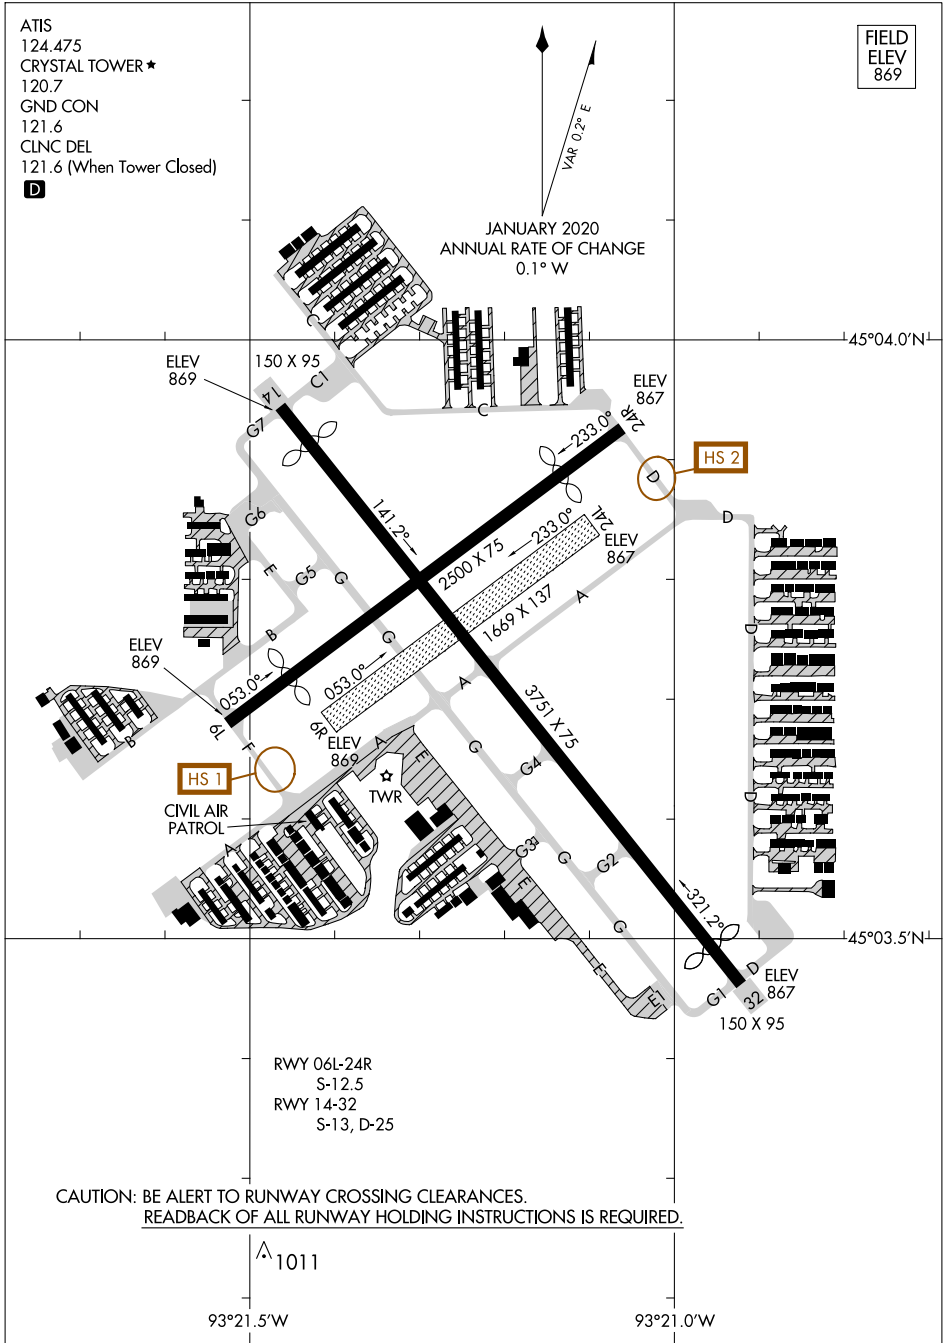 ATIS
124.475
CRYSTAL TOWER★
120.7
GND CON
121.6
CLNC DEL
121.6 (When Tower Closed)
D
FIELD
ELEV
869
VAR 0.2° E
JANUARY 2020
ANNUAL RATE OF CHANGE
0.1° W
45°04.0'N
C
ELEV
869
150 X 95
C1
14
G7
C
ELEV
867
24R
233.0°
HS 2
D
D
141.2°
G6
E
G5
G
2500 X 75
233.0°
24L
ELEV
867
1669 X 137
A
G
B
ELEV
869
053.0°
053.0°
6L
6R
ELEV
869
A
D
3751 X 75
B
F
HS 1
A
E
G
G4
TWR
CIVIL AIR
PATROL
D
A
G3
G
G2
E
321.2°
G
45°03.5'N
E
E1
G1
D
32
ELEV
867
150 X 95
RWY 06L-24R
S-12.5
RWY 14-32
S-13, D-25
CAUTION: BE ALERT TO RUNWAY CROSSING CLEARANCES.
READBACK OF ALL RUNWAY HOLDING INSTRUCTIONS IS REQUIRED.
1011
93°21.5'W
93°21.0'W